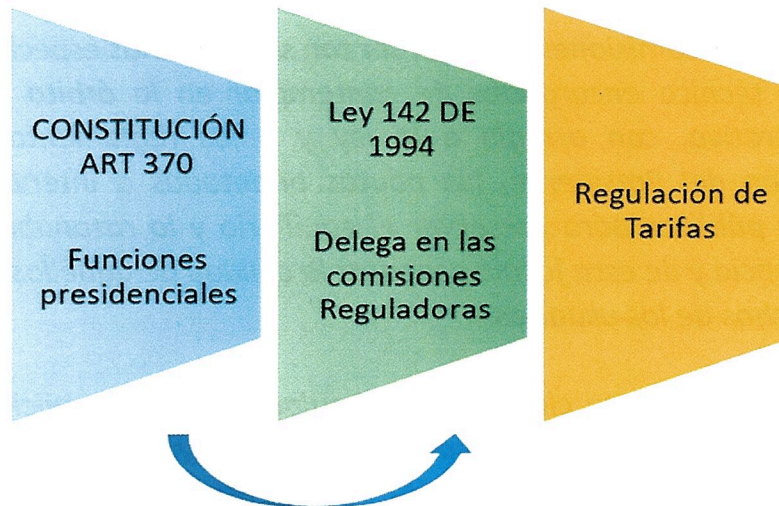 CONSTITUCIÓN
ART 370
Funciones
presidenciales
Ley 142 DE
1994
Delega en las
comisiones
Reguladoras
Regulación de
Tarifas